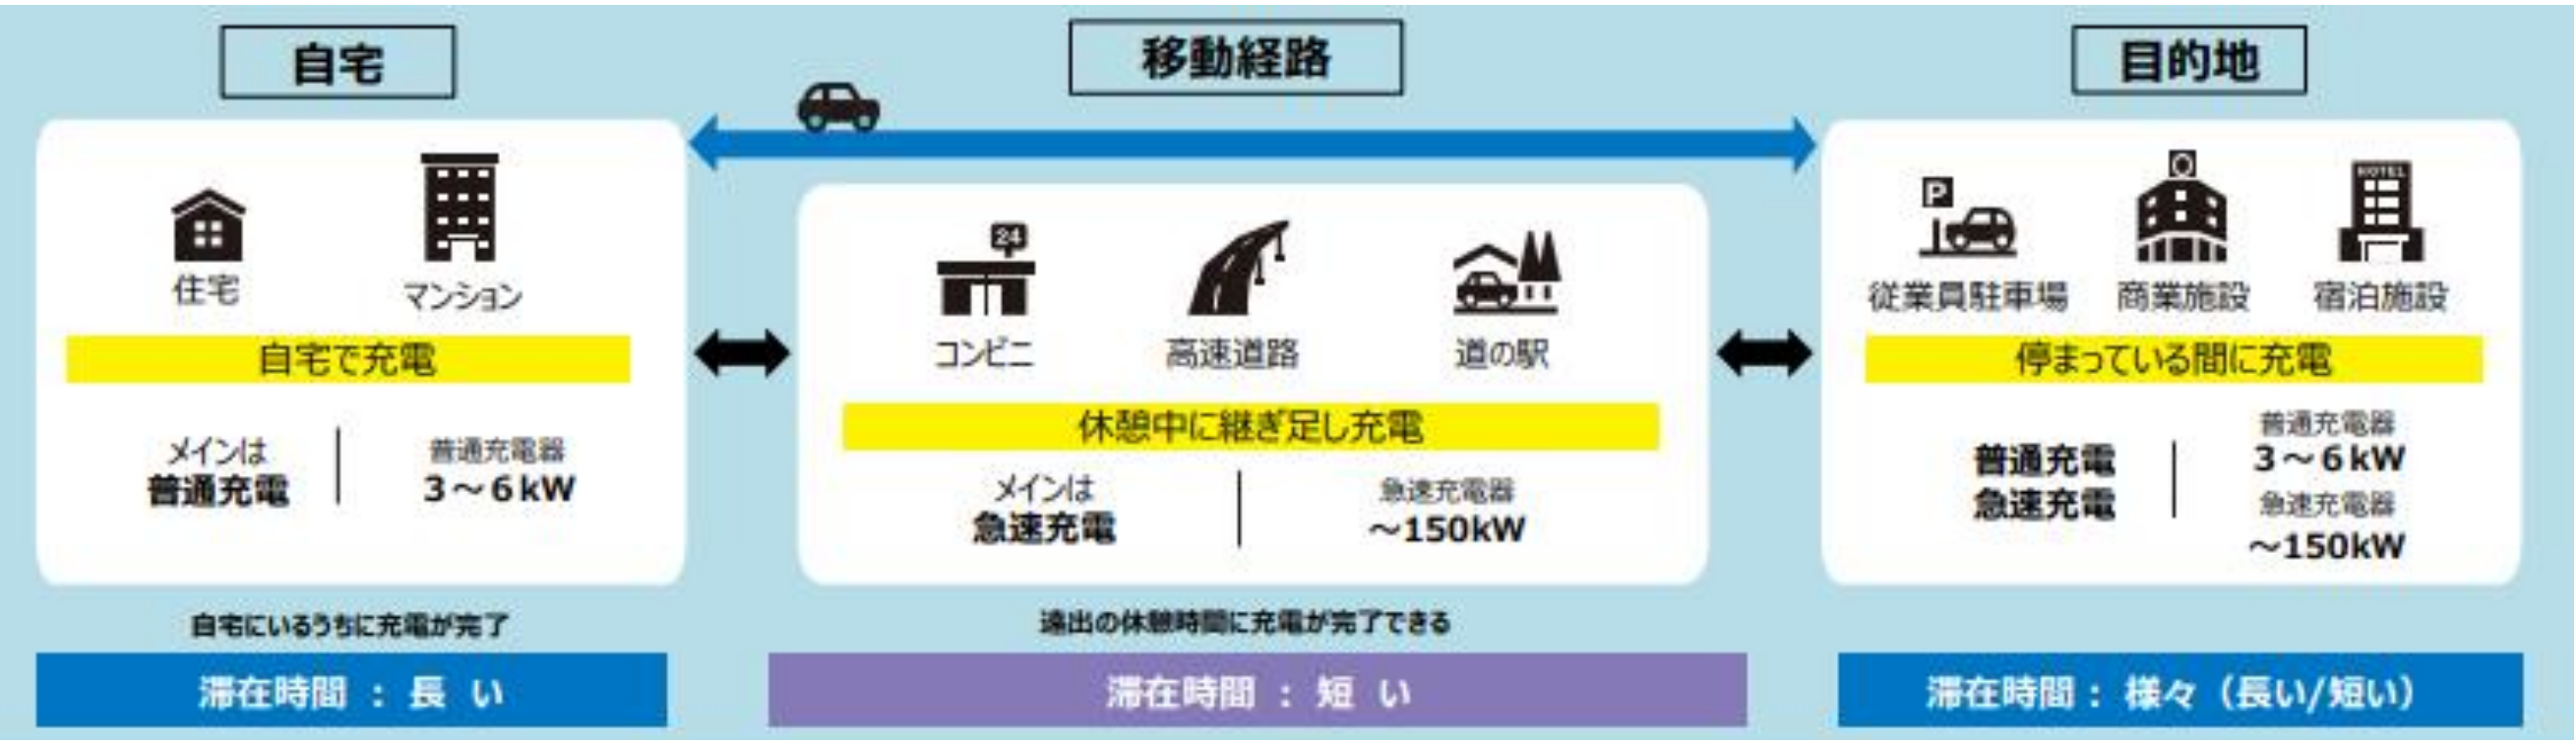 自宅
住宅
マンション
自宅で充電
メインは
普通充電
普通充電器
3～6kW
自宅にいるうちに充電が完了
滞在時間 : 長 い
移動経路
24
コンビニ
高速道路
道の駅
休憩中に継ぎ足し充電
メインは
急速充電
急速充電器
～150kW
遠出の休憩時間に充電が完了できる
滞在時間 : 短 い
目的地
P
HOTEL
従業員駐車場
商業施設
宿泊施設
停まっている間に充電
普通充電
急速充電
普通充電器
3～6kW
急速充電器
～150kW
滞在時間 : 様々（長い/短い）